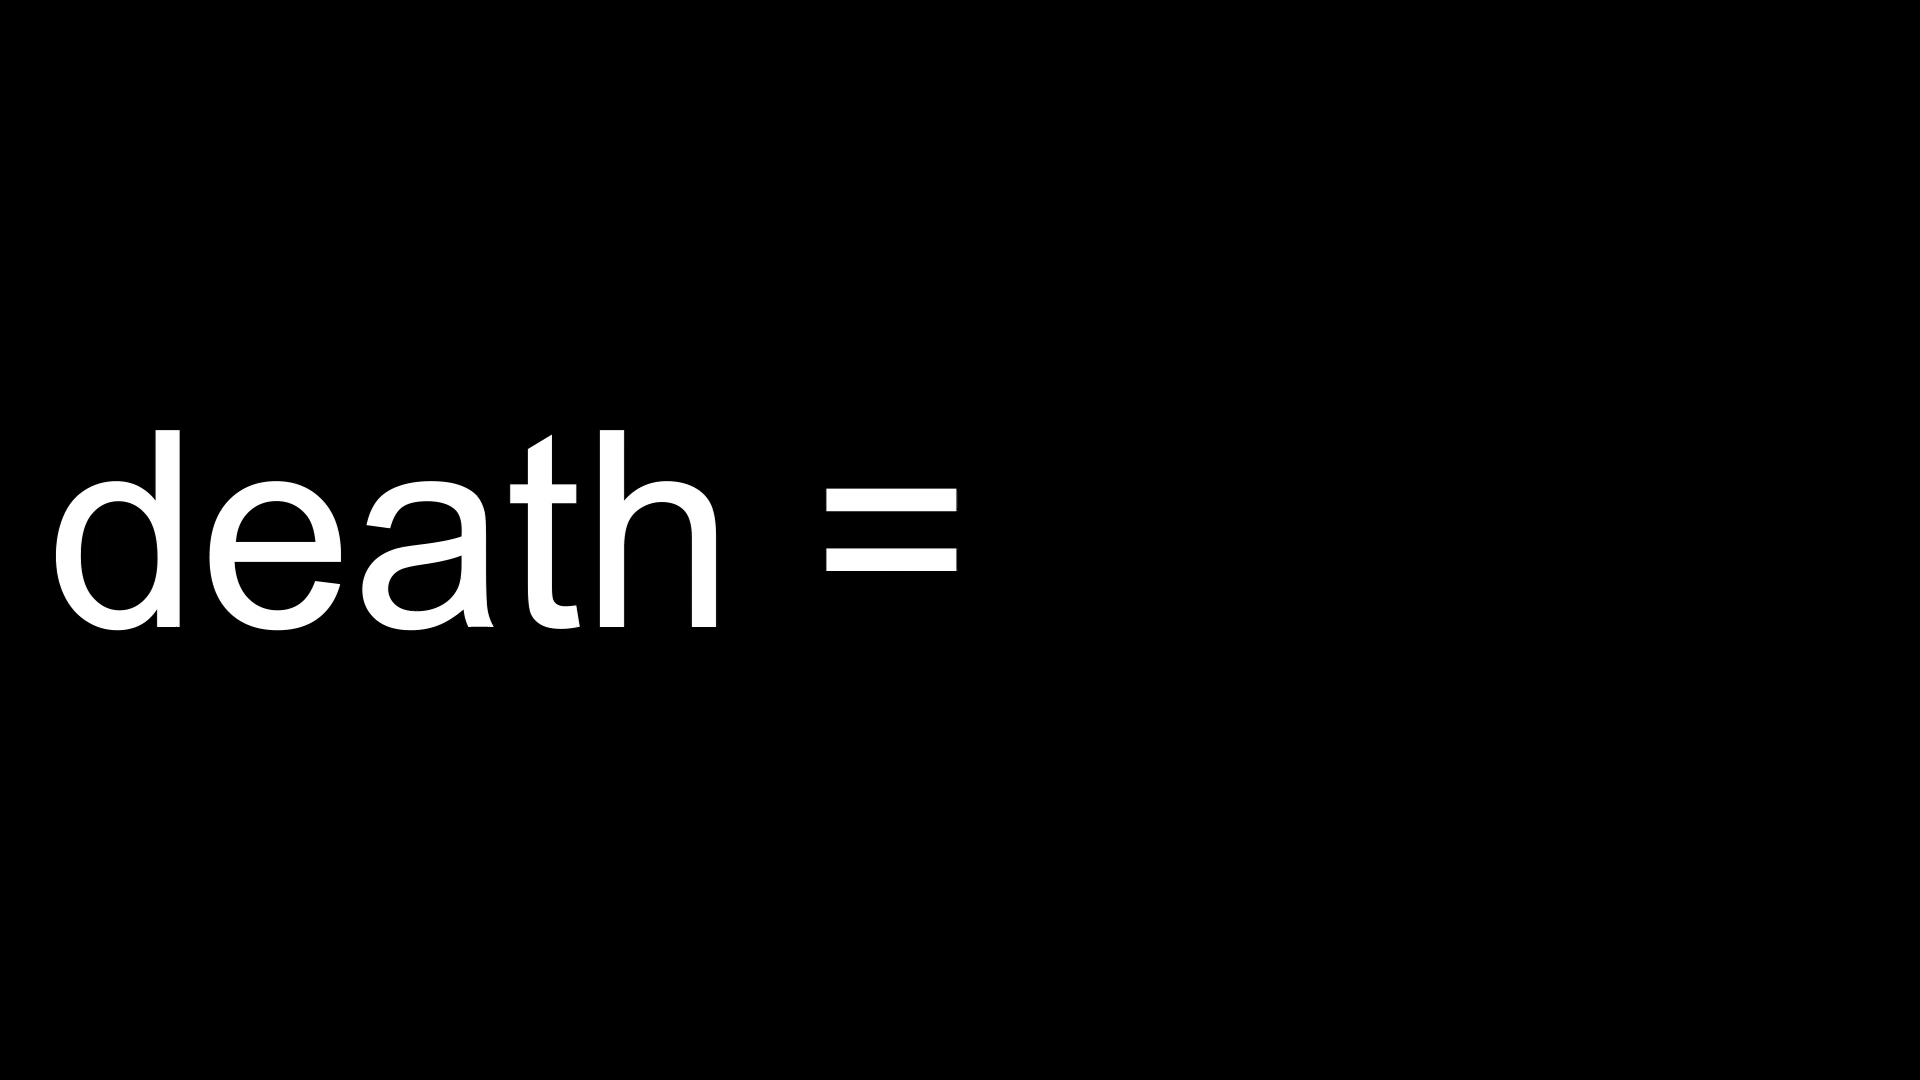 death =